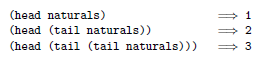 (head naturals) ⟹ 1
(head (tail naturals)) ⟹ 2
(head (tail (tail naturals))) ⟹ 3